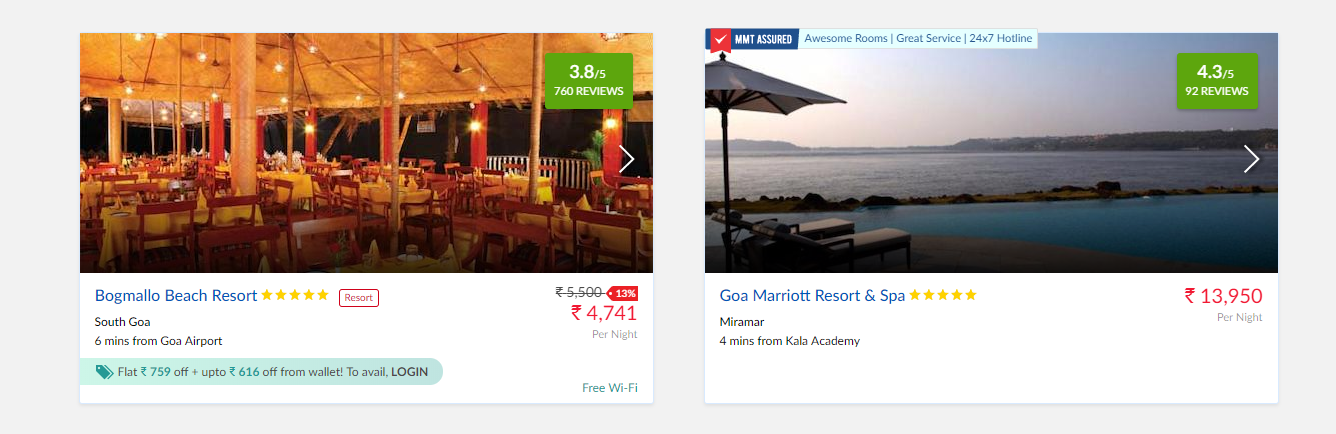 3.8/5
760 REVIEWS
Bogmallo Beach Resort Resort
₹ 5,500 13%
₹ 4,741
South Goa
Per Night
6 mins from Goa Airport
Flat ₹ 759 off + upto ₹ 616 off from wallet! To avail, LOGIN
Free Wi-Fi
MMT ASSURED Awesome Rooms | Great Service | 24x7 Hotline
4.3/5
92 REVIEWS
Goa Marriott Resort & Spa
₹ 13,950
Miramar
Per Night
4 mins from Kala Academy